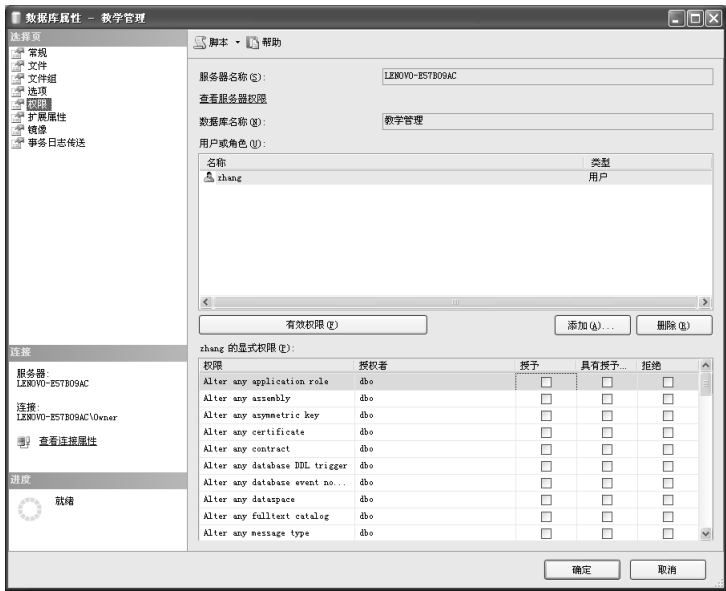 数据库属性 - 教学管理
选择页
常规
文件
文件组
选项
权限
扩展属性
镜像
事务日志传送
脚本 帮助
服务器名称(S): LENOVO-E57B09AC
查看服务器权限
数据库名称(N): 教学管理
用户或角色(U):
名称 类型
zhang 用户
有效权限(F) 添加(A)... 删除(R)
zhang 的显式权限(P):
权限 授权者 授予 具有授予... 拒绝
Alter any application role dbo
Alter any assembly dbo
Alter any asymmetric key dbo
Alter any certificate dbo
Alter any contract dbo
Alter any database DDL trigger dbo
Alter any database event no... dbo
Alter any dataspace dbo
Alter any fulltext catalog dbo
Alter any message type dbo
连接
服务器:
LENOVO-E57B09AC
连接:
LENOVO-E57B09AC\Owner
查看连接属性
进度
就绪
确定 取消